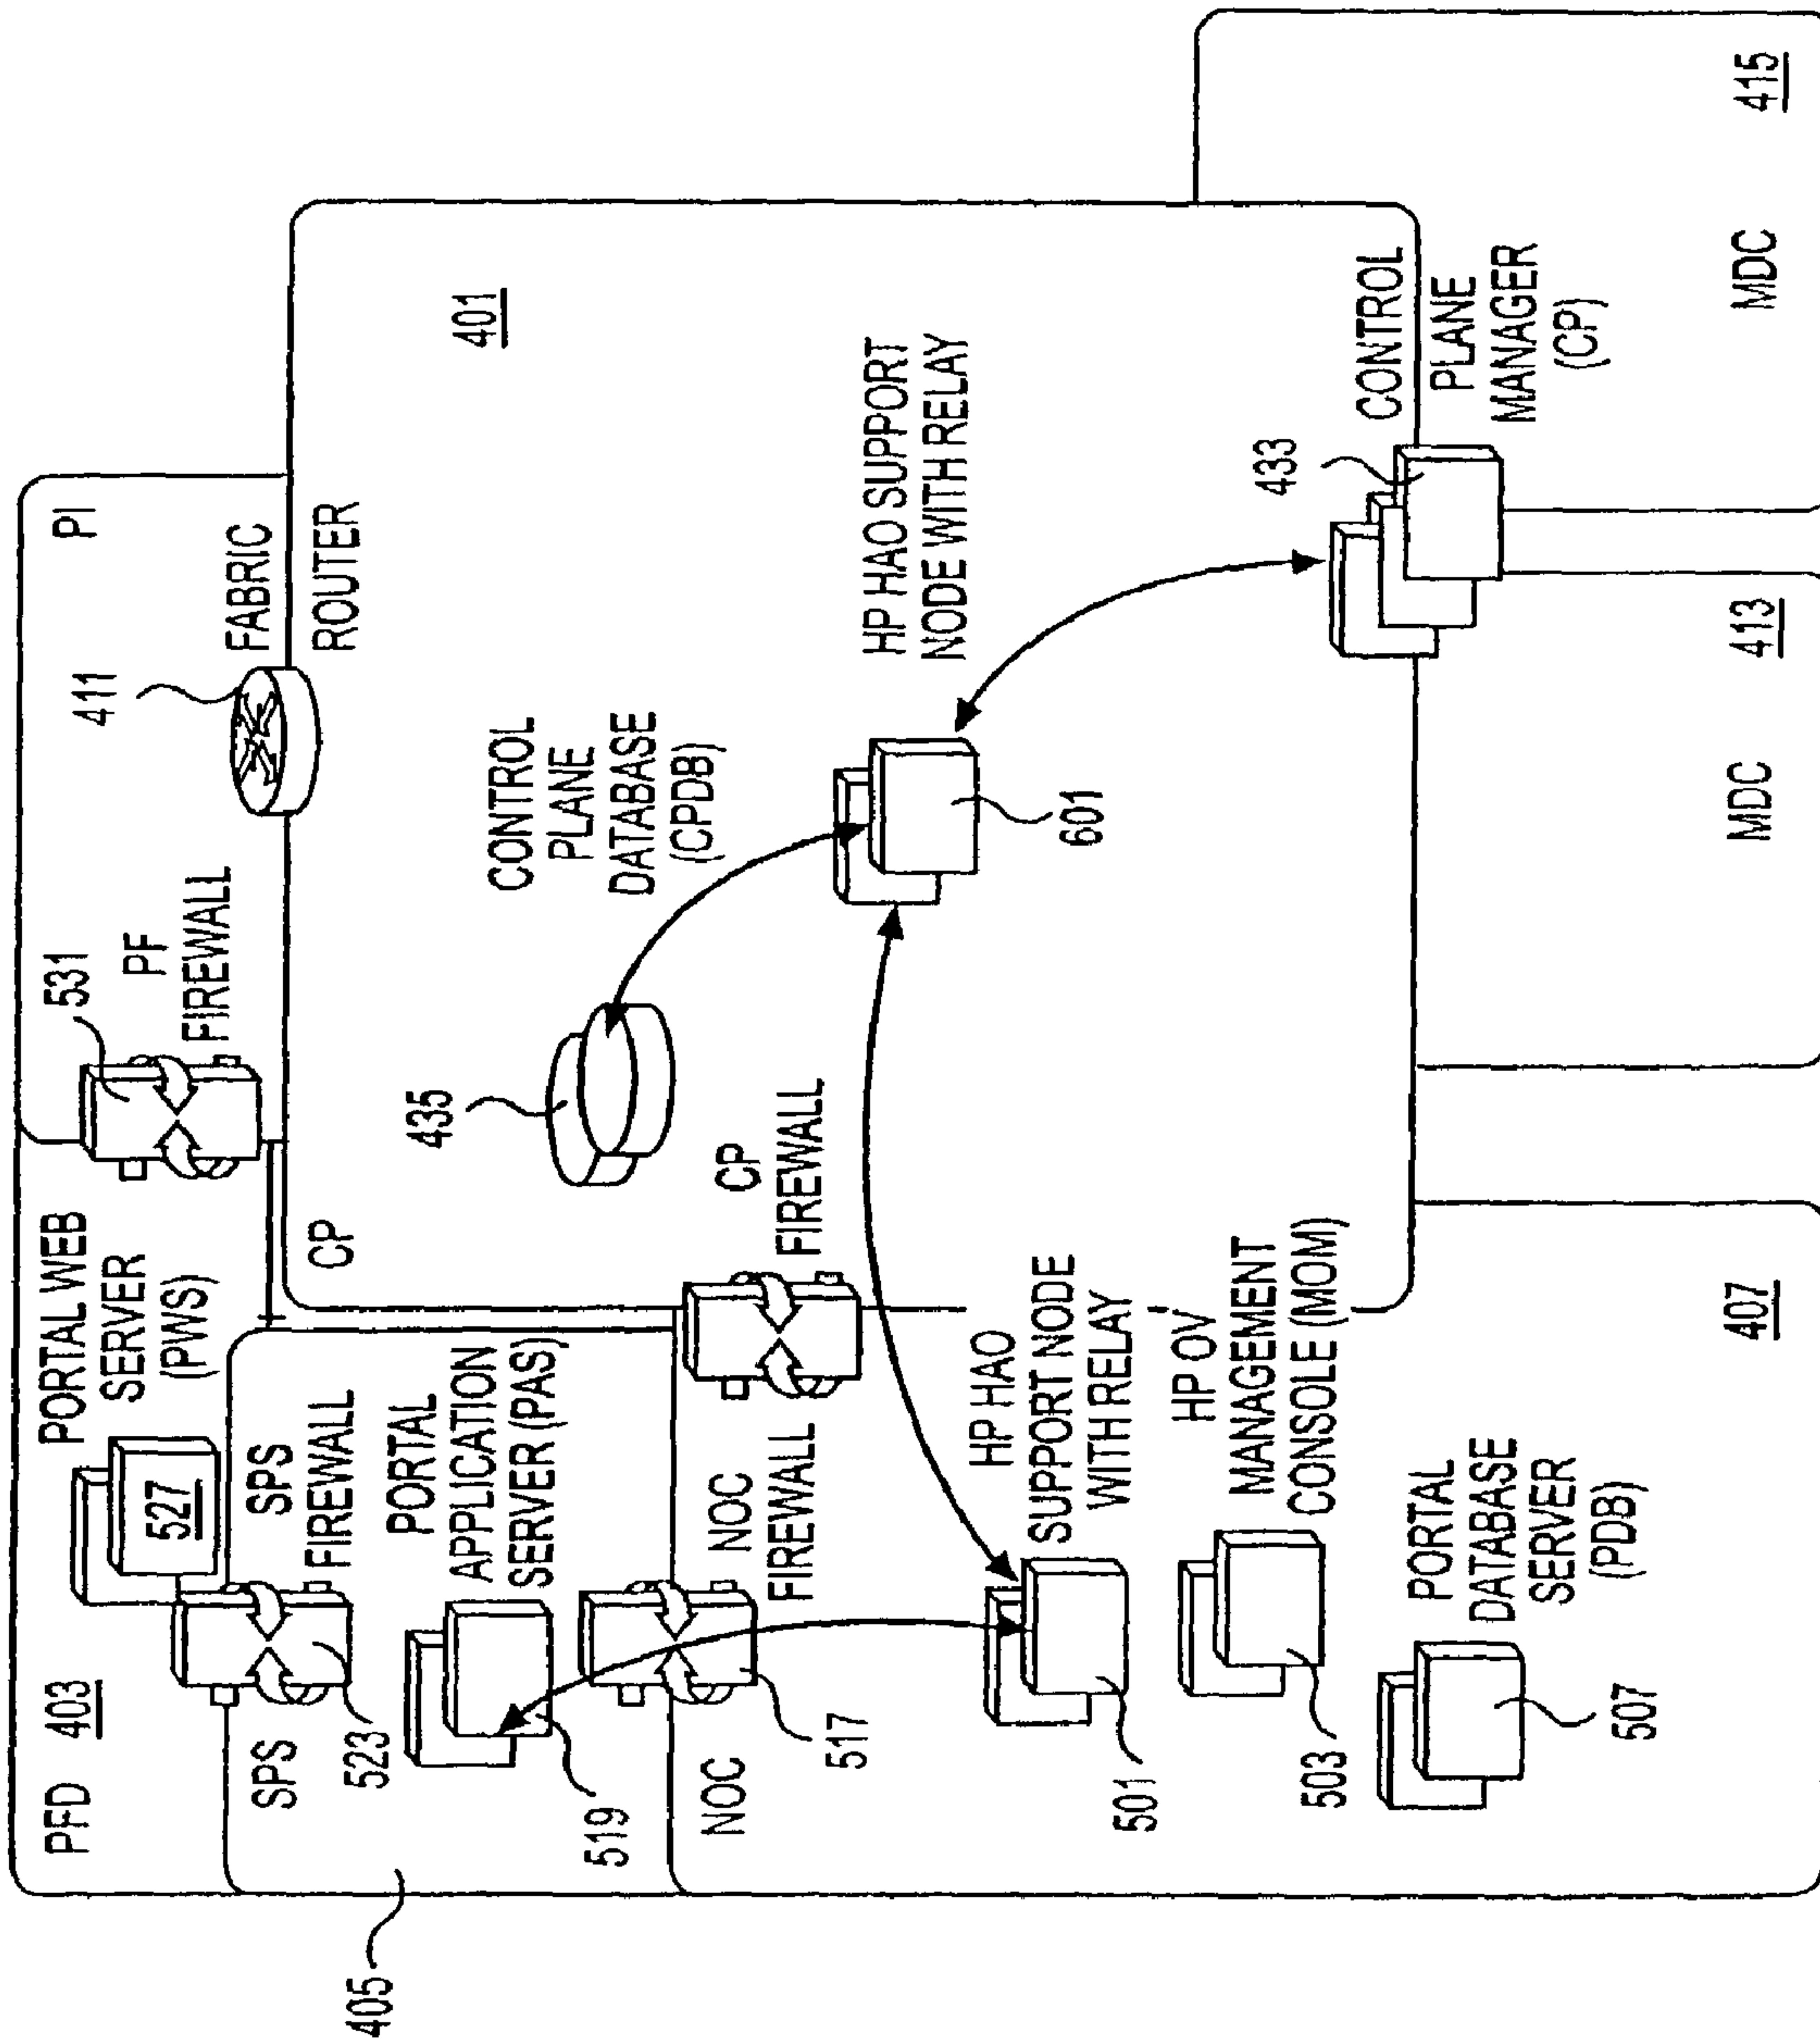 PFD 403
PORTAL WEB
SERVER
(PWS)
527
531
PF
FIREWALL
PI
411
FABRIC
ROUTER
SPS
523
SPS
FIREWALL
405
PORTAL
APPLICATION
SERVER (PAS)
519
CP
401
435
CONTROL
PLANE
DATABASE
(CPDB)
NOC
517
NOC
FIREWALL
CP
FIREWALL
HP HAO SUPPORT
NODE WITH RELAY
601
501
HP HAO
SUPPORT NODE
WITH RELAY
503
HP OV
MANAGEMENT
CONSOLE (MOM)
507
PORTAL
DATABASE
SERVER
(PDB)
407
433
CONTROL
PLANE
MANAGER
(CP)
MDC
413
MDC
415